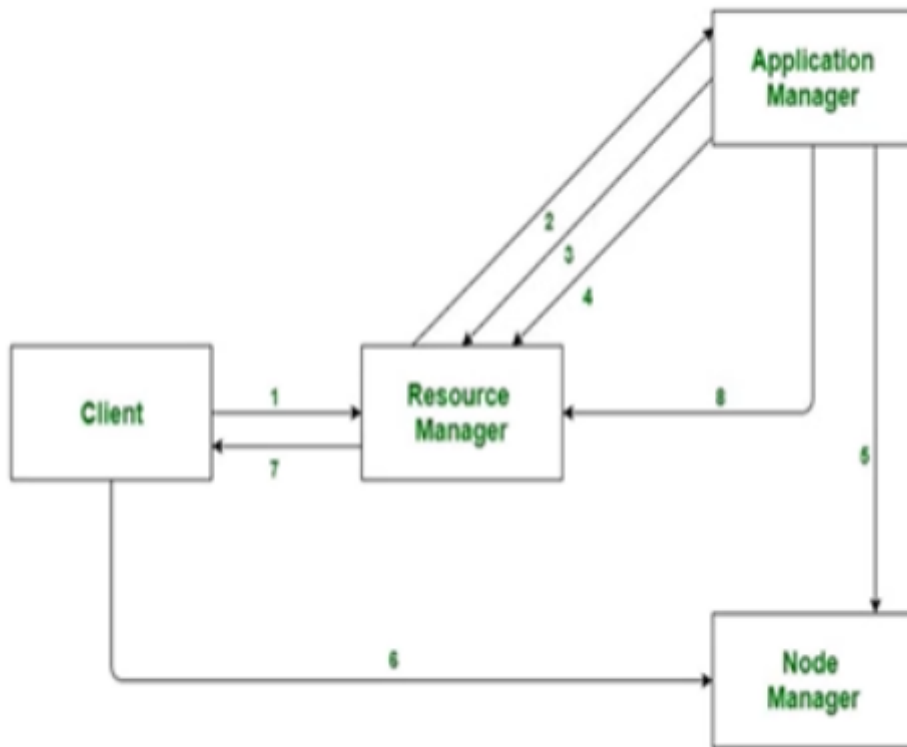 Application
Manager
2
3
4
Client
1
7
Resource
Manager
8
5
6
Node
Manager